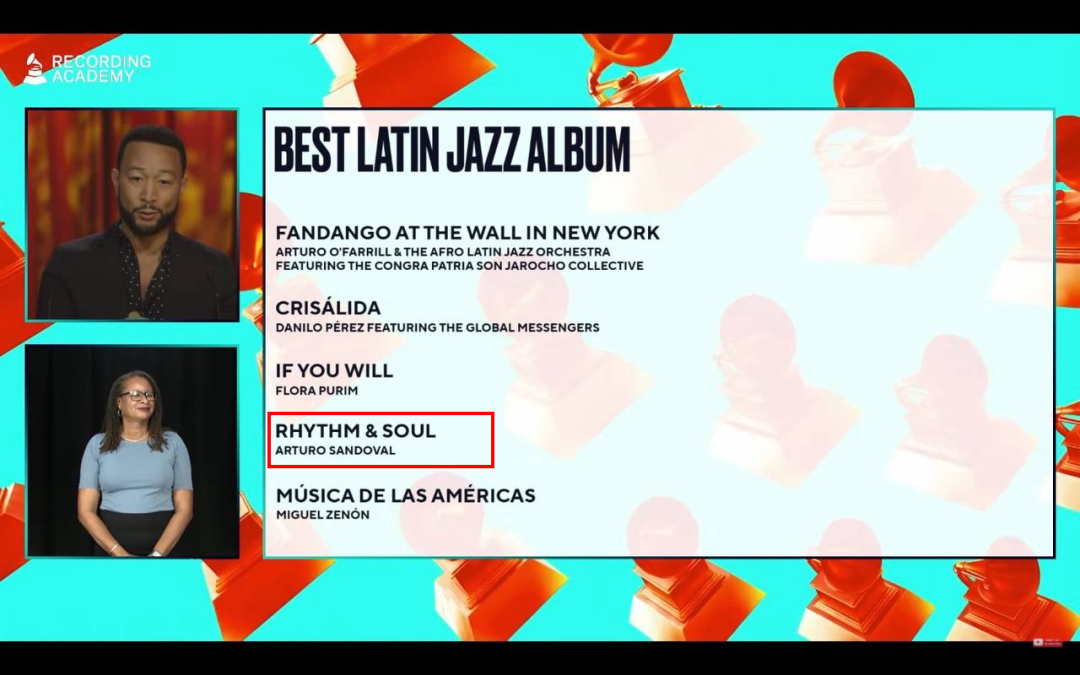 RECORDING
ACADEMY
BEST LATIN JAZZ ALBUM
FANDANGO AT THE WALL IN NEW YORK
ARTURO O'FARRILL & THE AFRO LATIN JAZZ ORCHESTRA
FEATURING THE CONGRA PATRIA SON JAROCHO COLLECTIVE
CRISÁLIDA
DANILO PÉREZ FEATURING THE GLOBAL MESSENGERS
IF YOU WILL
FLORA PURIM
RHYTHM & SOUL
ARTURO SANDOVAL
MÚSICA DE LAS AMÉRICAS
MIGUEL ZENÓN